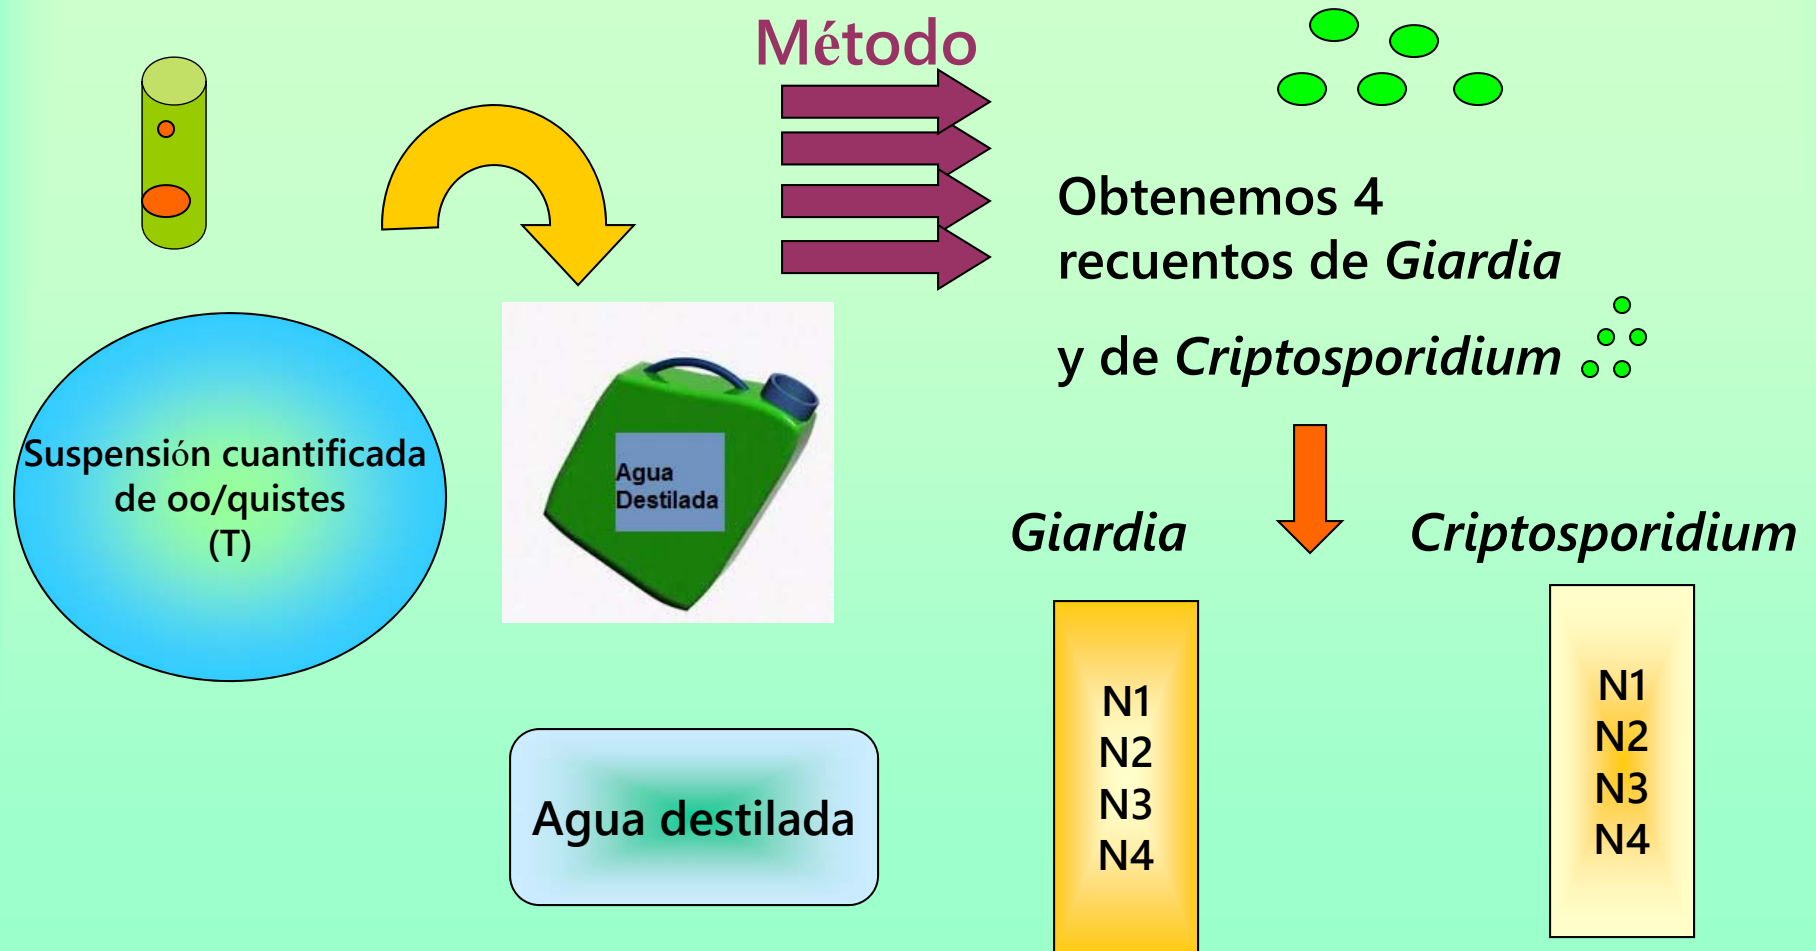 Método
Obtenemos 4
recuentos de Giardia
y de Criptosporidium
Suspensión cuantificada
de oo/quistes
(T)
Agua
Destilada
Agua destilada
Giardia
Criptosporidium
N1
N2
N3
N4
N1
N2
N3
N4